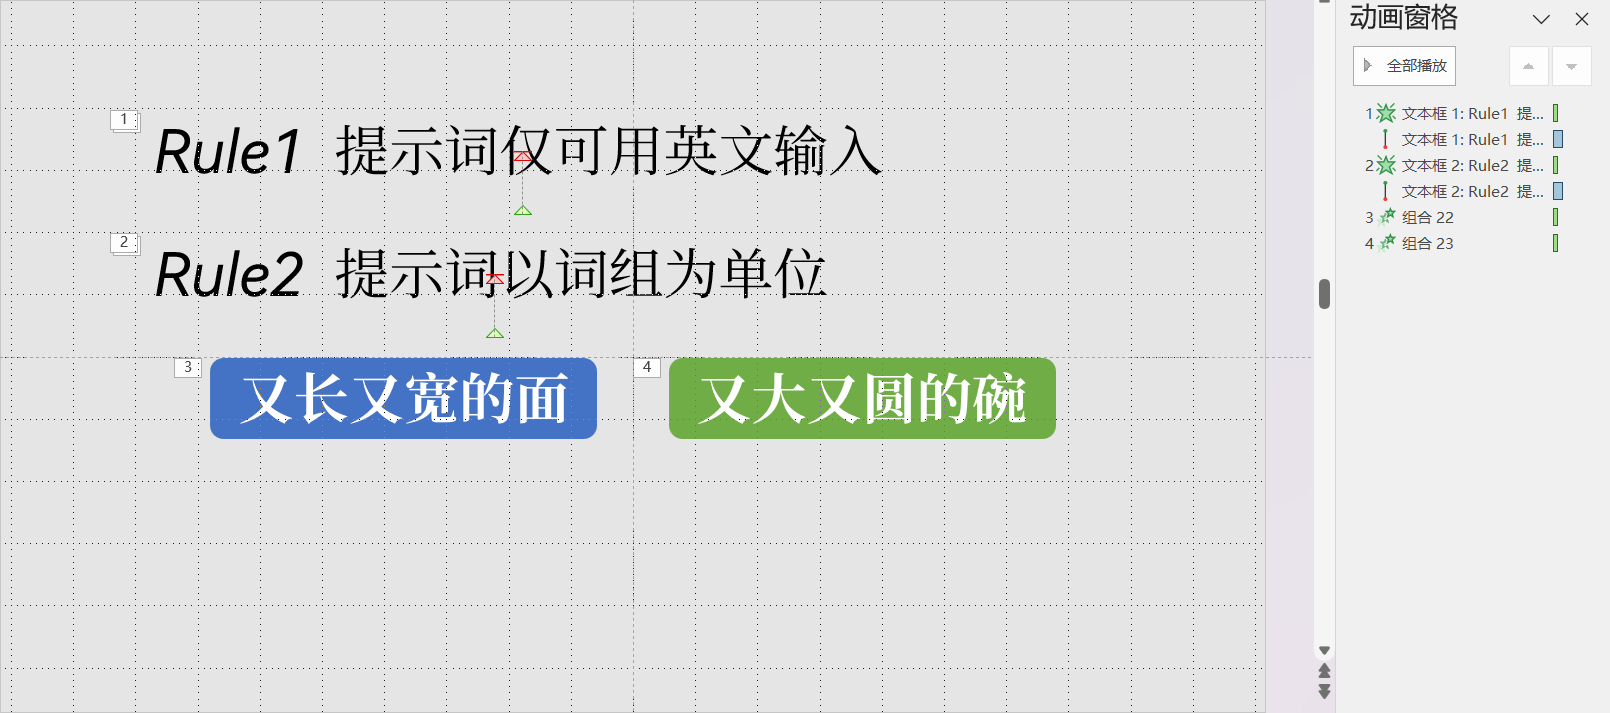 动画窗格
全部播放
1 文本框 1: Rule1 提...
文本框 1: Rule1 提...
2 文本框 2: Rule2 提...
文本框 2: Rule2 提...
3 组合 22
4 组合 23
1
Rule1 提示词仅可用英文输入
2
Rule2 提示词以词组为单位
3
又长又宽的面
4
又大又圆的碗